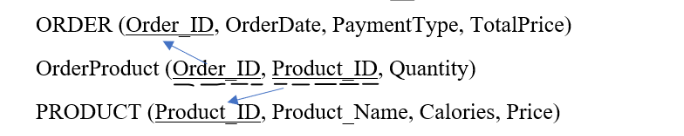 ORDER (Order_ID, OrderDate, PaymentType, TotalPrice)
OrderProduct (Order_ID, Product_ID, Quantity)
PRODUCT (Product_ID, Product_Name, Calories, Price)